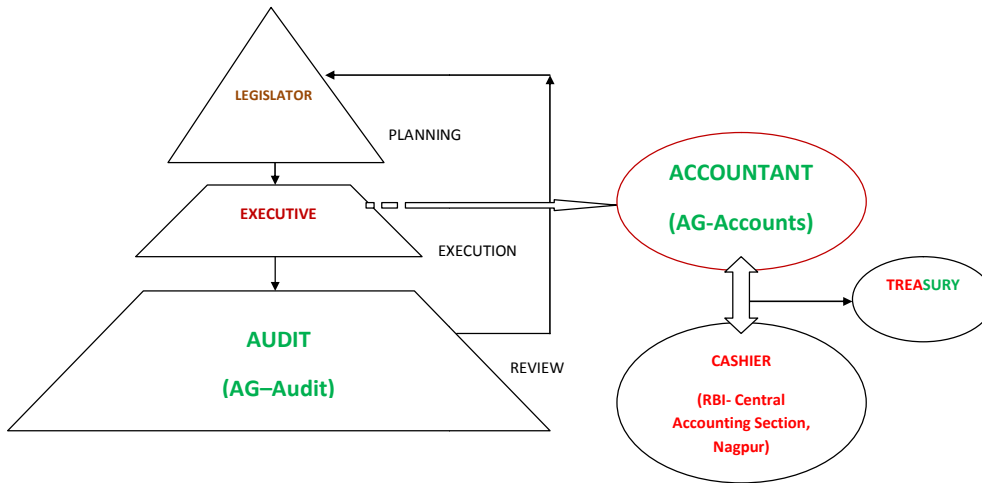 LEGISLATOR
PLANNING
EXECUTIVE
EXECUTION
AUDIT
(AG–Audit)
REVIEW
ACCOUNTANT
(AG-Accounts)
TREASURY
CASHIER
(RBI- Central
Accounting Section,
Nagpur)